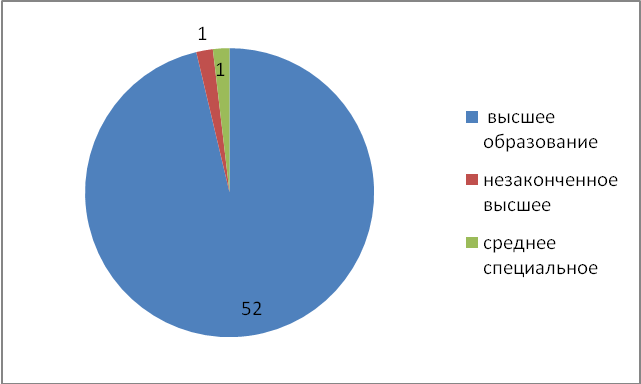 1
1
52
высшее
образование
незаконченное
высшее
среднее
специальное